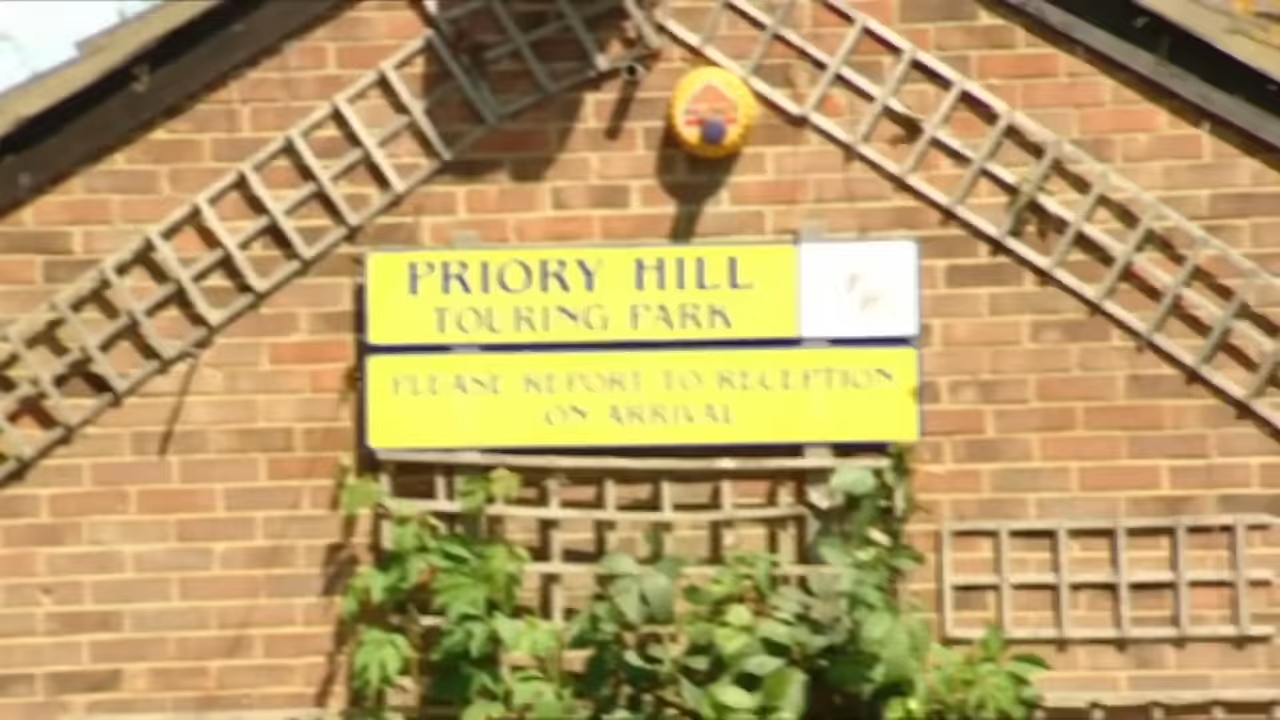 PRIORY HILL
TOURING PARK
PLEASE REPORT TO RECEPTION
ON ARRIVAL